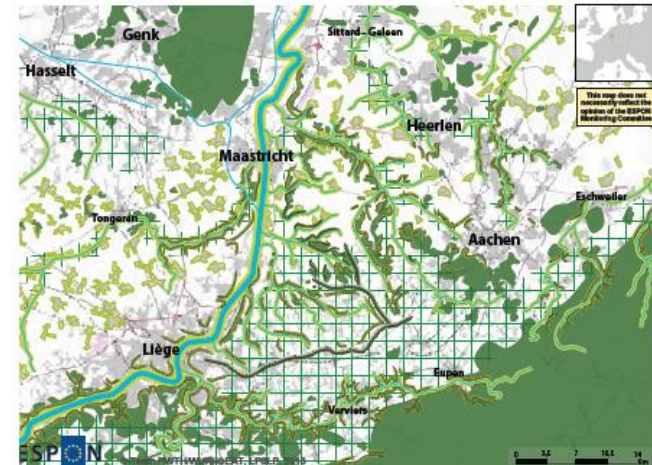 Genk
Sittard - Geleen
Hasselt
This map does not
necessarily reflect the
opinion of the ESPON
Monitoring Committee
Heerlen
Maastricht
Eschweiler
Tongeren
Aachen
Liège
Eupen
Verviers
ESPON
0 3,5 7 10,5 14
Km